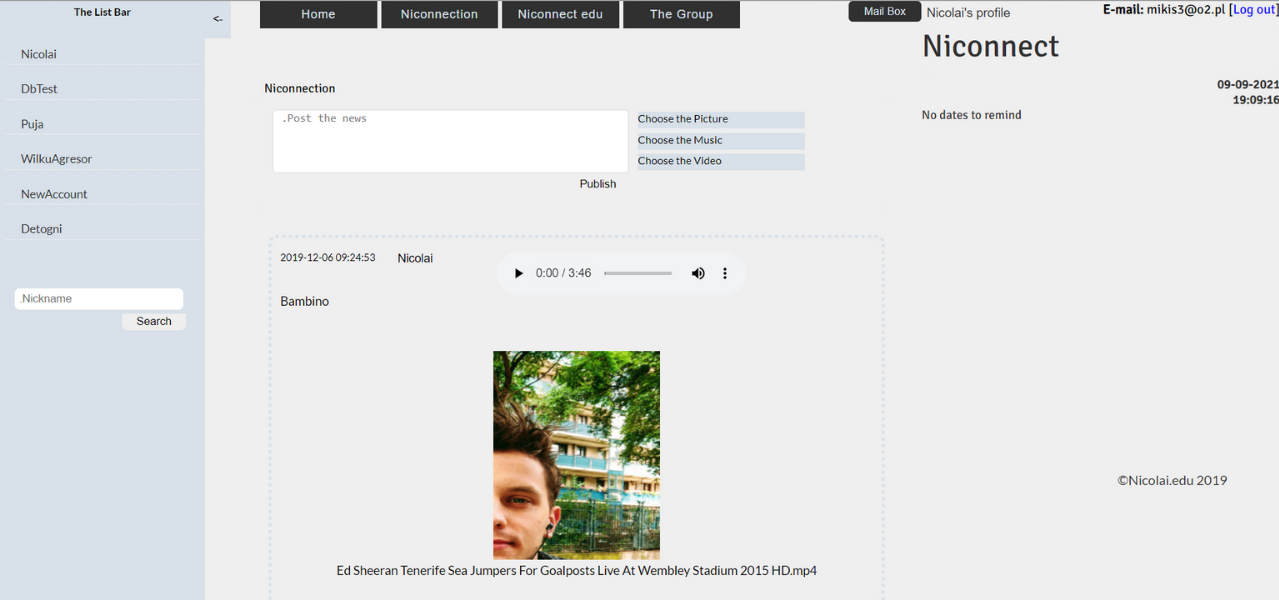 The List Bar
<-
Nicolai
DbTest
Puja
WilkuAgresor
NewAccount
Detogni
.Nickname
Search
Home
Niconnection
Niconnect edu
The Group
Mail Box
Nicolai's profile
E-mail: mikis3@o2.pl [Log out]
Niconnect
09-09-2021
19:09:16
No dates to remind
Niconnection
.Post the news
Choose the Picture
Choose the Music
Choose the Video
Publish
2019-12-06 09:24:53
Nicolai
0:00 / 3:46
Bambino
Ed Sheeran Tenerife Sea Jumpers For Goalposts Live At Wembley Stadium 2015 HD.mp4
©Nicolai.edu 2019